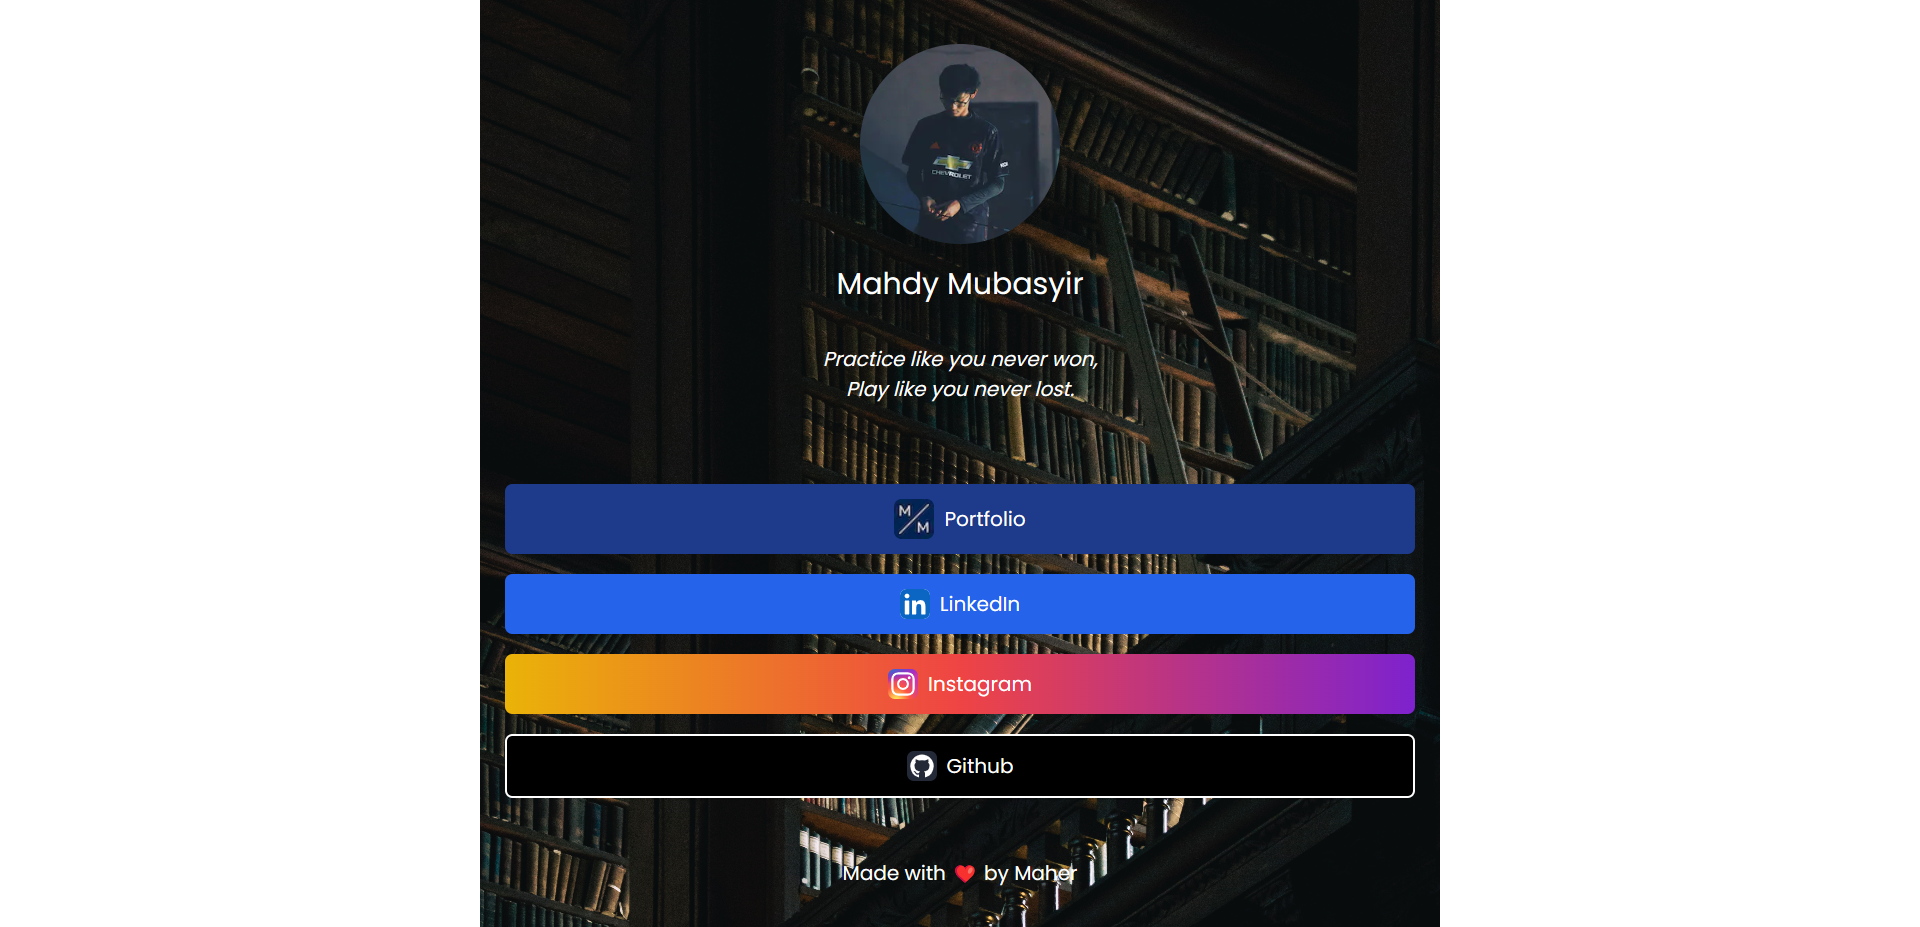 CHEVROLET
Mahdy Mubasyir
Practice like you never won,
Play like you never lost.
M
M
Portfolio
in
LinkedIn
Instagram
Github
Made with ❤️ by Maher